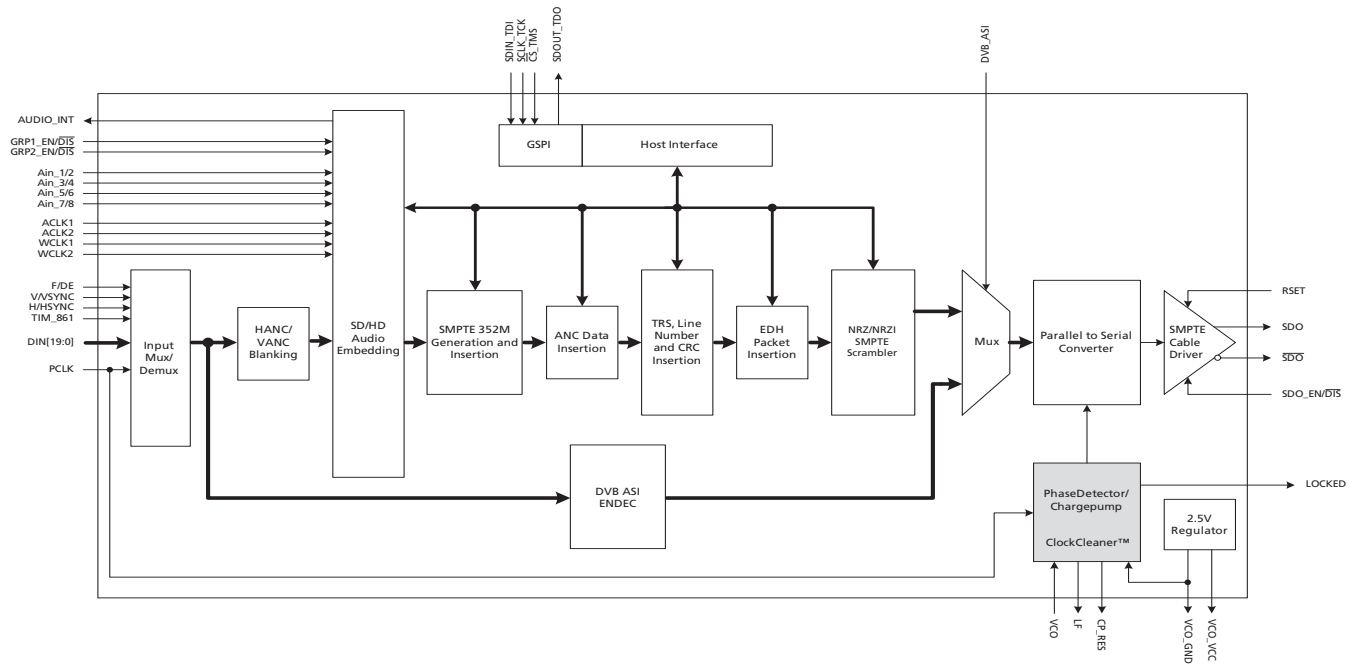 SDIN_TDI
SCLK_TCK
CS_TMS
SDOUT_TDO
DVB_ASI
AUDIO_INT
GRP1_EN/DIS
GRP2_EN/DIS
Ain_1/2
Ain_3/4
Ain_5/6
Ain_7/8
ACLK1
ACLK2
WCLK1
WCLK2
F/DE
V/VSYNC
H/HSYNC
TIM_861
DIN[19:0]
PCLK
GSPI
Host Interface
Input
Mux/
Demux
HANC/
VANC
Blanking
SD/HD
Audio
Embedding
SMPTE 352M
Generation and
Insertion
ANC Data
Insertion
TRS, Line
Number
and CRC
Insertion
EDH
Packet
Insertion
NRZ/NRZI
SMPTE
Scrambler
Mux
Parallel to Serial
Converter
SMPTE
Cable
Driver
RSET
SDO
SDO
SDO_EN/DIS
DVB ASI
ENDEC
PhaseDetector/
Chargepump
ClockCleaner™
2.5V
Regulator
LOCKED
VCO
LF
CP_RES
VCO_GND
VCO_VCC